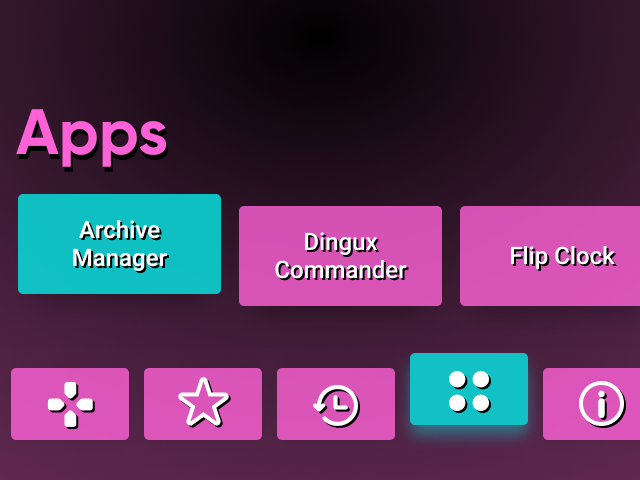 Apps
Archive
Manager
Dingux
Commander
Flip Clock